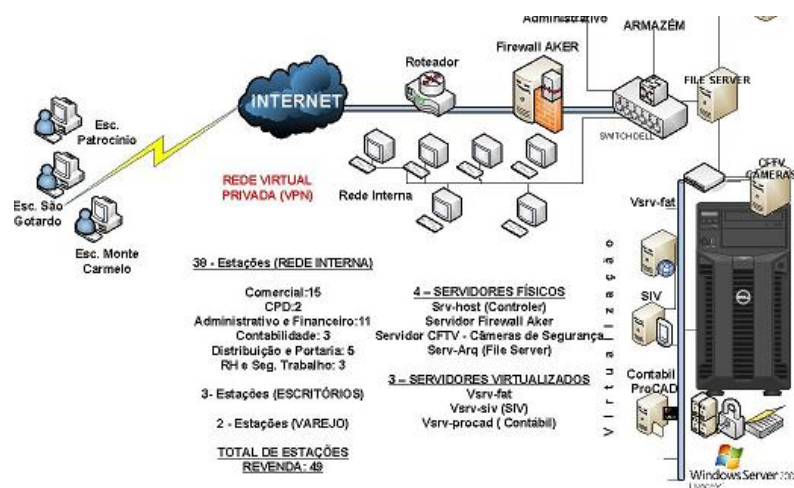 Administrativo
ARMAZÉM
Firewall AKER
Roteador
FILE SERVER
INTERNET
SWITCHDELL
Esc.
Patrocínio
CFTV
CÂMERAS
REDE VIRTUAL
PRIVADA (VPN)
Rede Interna
Esc. São
Gotardo
Vsrv-fat
Esc. Monte
Carmelo
Virtualização
39 - Estações (REDE INTERNA)
Comercial:15
CPD:2
Administrativo e Financeiro:11
Contabilidade: 3
Distribuição e Portaria: 5
RH e Seg. Trabalho: 3
3- Estações (ESCRITÓRIOS)
2 - Estações (VAREJO)
TOTAL DE ESTAÇÕES
REVENDA: 49
4 – SERVIDORES FÍSICOS
Srv-host (Controler)
Servidor Firewall Aker
Servidor CFTV - Câmeras de Segurança
Serv-Arq (File Server)
3 – SERVIDORES VIRTUALIZADOS
Vsrv-fat
Vsrv-siv (SIV)
Vsrv-procad ( Contábil)
SIV
DELL
Contabil
ProCAD
Windows Server